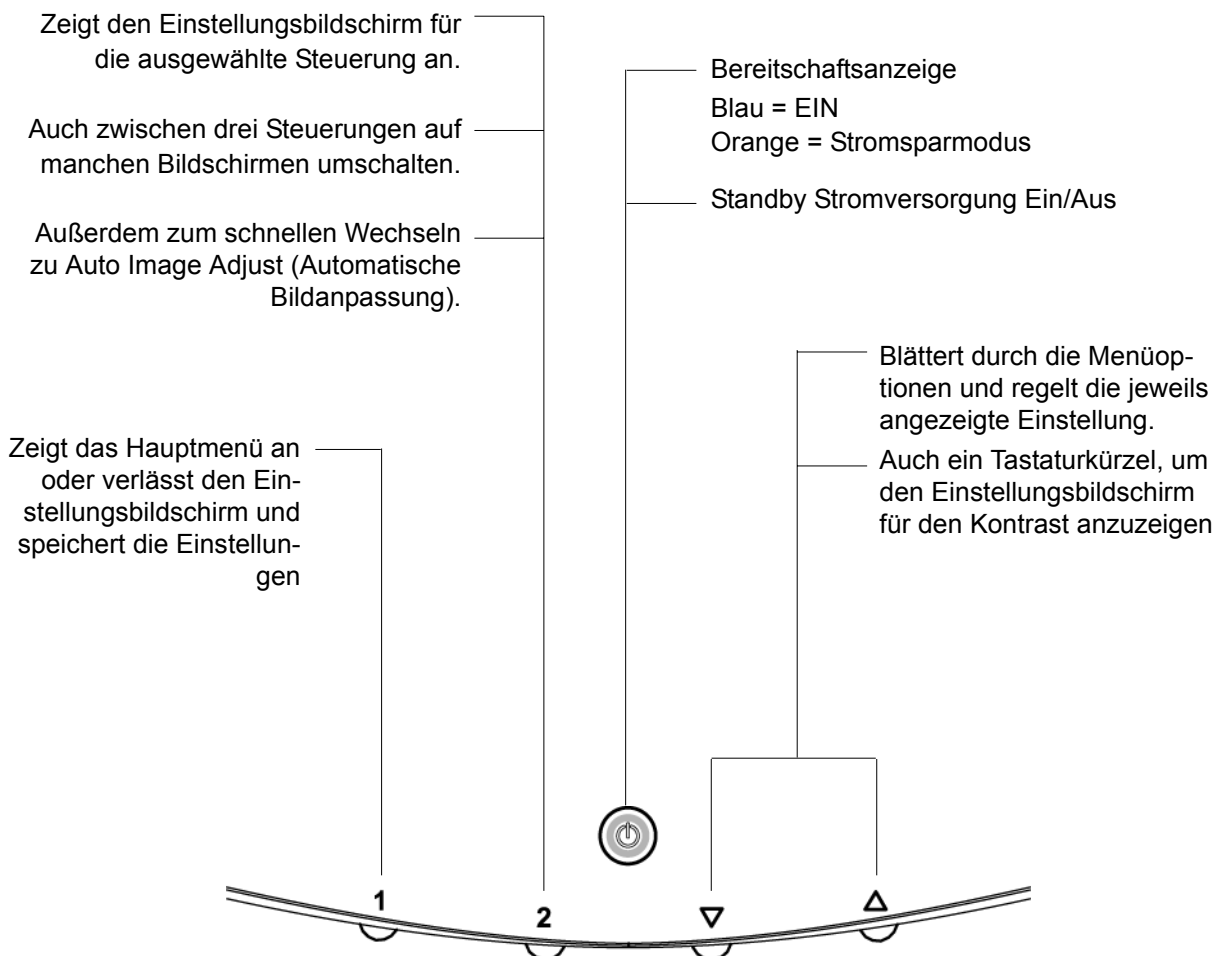 Zeigt den Einstellungsbildschirm für
die ausgewählte Steuerung an.
Auch zwischen drei Steuerungen auf
manchen Bildschirmen umschalten.
Außerdem zum schnellen Wechseln
zu Auto Image Adjust (Automatische
Bildanpassung).
Zeigt das Hauptmenü an
oder verlässt den Ein-
stellungsbildschirm und
speichert die Einstellun-
gen
Bereitschaftsanzeige
Blau = EIN
Orange = Stromsparmodus
Standby Stromversorgung Ein/Aus
Blättert durch die Menüop-
tionen und regelt die jeweils
angezeigte Einstellung.
Auch ein Tastaturkürzel, um
den Einstellungsbildschirm
für den Kontrast anzuzeigen
1
2